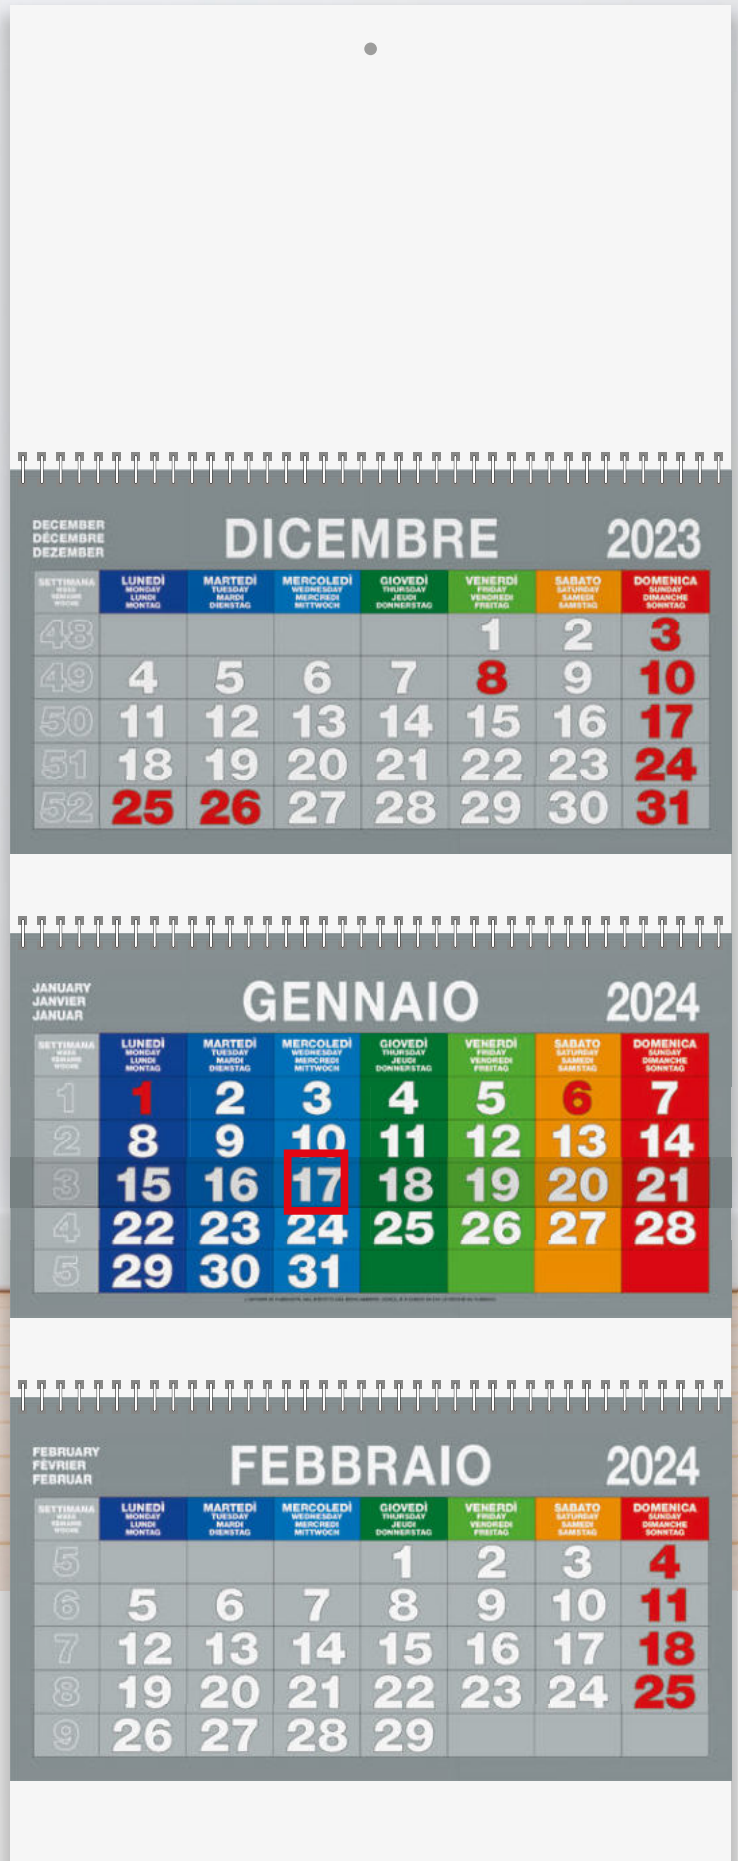 DECEMBER
DÉCEMBRE
DEZEMBER
DICEMBRE 2023
SETTIMANA LUNEDÌ MARTEDÌ MERCOLEDÌ GIOVEDÌ VENERDÌ SABATO DOMENICA
WEEK MONDAY TUESDAY WEDNESDAY THURSDAY FRIDAY SATURDAY SUNDAY
SEMAINE LUNDI MARDI MERCREDI JEUDI VENDREDI SAMEDI DIMANCHE
WOCHE MONTAG DIENSTAG MITTWOCH DONNERSTAG FREITAG SAMSTAG SONNTAG
48 1 2 3
49 4 5 6 7 8 9 10
50 11 12 13 14 15 16 17
51 18 19 20 21 22 23 24
52 25 26 27 28 29 30 31
JANUARY
JANVIER
JANUAR
GENNAIO 2024
SETTIMANA LUNEDÌ MARTEDÌ MERCOLEDÌ GIOVEDÌ VENERDÌ SABATO DOMENICA
WEEK MONDAY TUESDAY WEDNESDAY THURSDAY FRIDAY SATURDAY SUNDAY
SEMAINE LUNDI MARDI MERCREDI JEUDI VENDREDI SAMEDI DIMANCHE
WOCHE MONTAG DIENSTAG MITTWOCH DONNERSTAG FREITAG SAMSTAG SONNTAG
1 1 2 3 4 5 6 7
2 8 9 10 11 12 13 14
3 15 16 17 18 19 20 21
4 22 23 24 25 26 27 28
5 29 30 31
FEBRUARY
FÉVRIER
FEBRUAR
FEBBRAIO 2024
SETTIMANA LUNEDÌ MARTEDÌ MERCOLEDÌ GIOVEDÌ VENERDÌ SABATO DOMENICA
WEEK MONDAY TUESDAY WEDNESDAY THURSDAY FRIDAY SATURDAY SUNDAY
SEMAINE LUNDI MARDI MERCREDI JEUDI VENDREDI SAMEDI DIMANCHE
WOCHE MONTAG DIENSTAG MITTWOCH DONNERSTAG FREITAG SAMSTAG SONNTAG
5 1 2 3 4
6 5 6 7 8 9 10 11
7 12 13 14 15 16 17 18
8 19 20 21 22 23 24 25
9 26 27 28 29